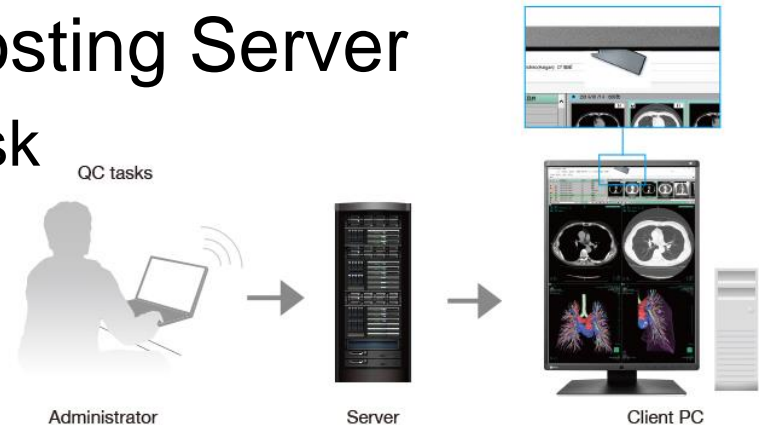 osting Server
sk
QC tasks
Administrator
Server
Client PC